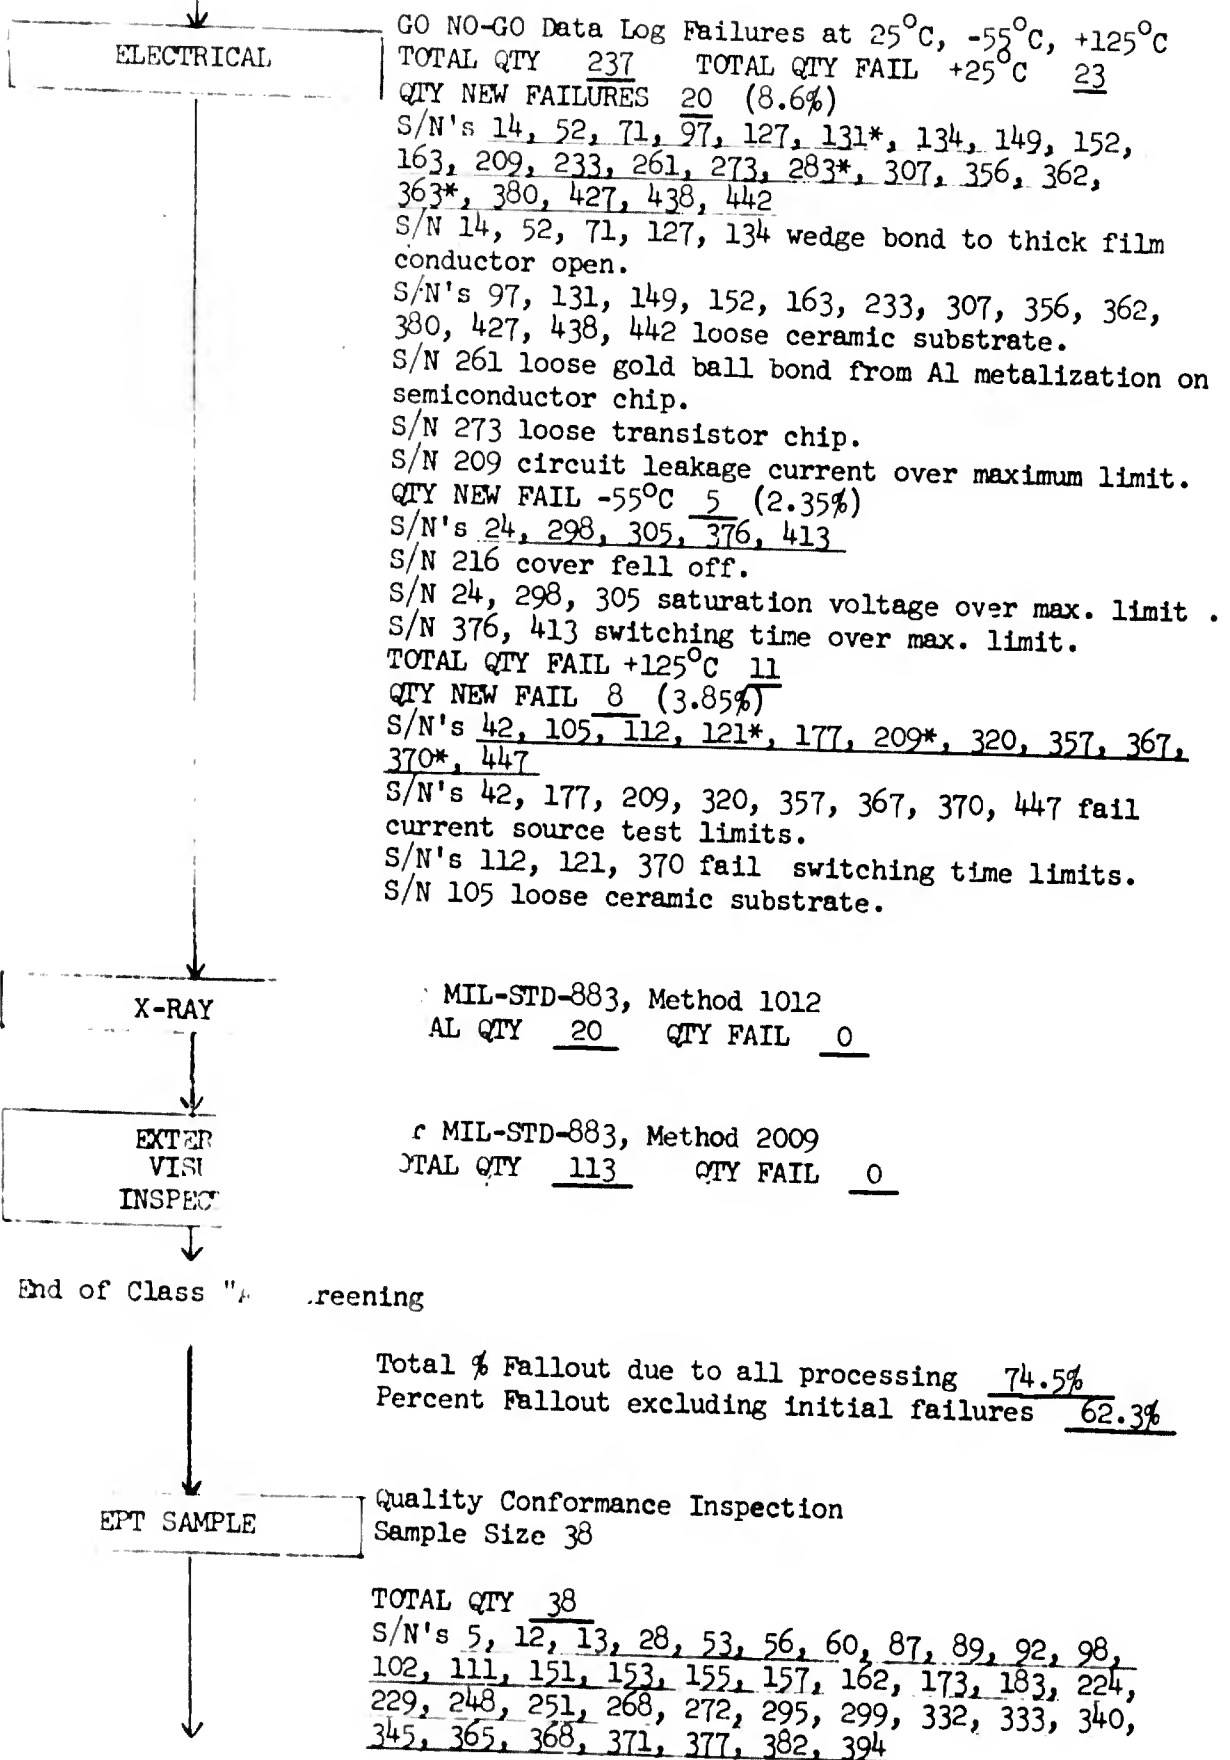 ELECTRICAL
GO NO-GO Data Log Failures at 25°C, -55°C, +125°C
TOTAL QTY 237 TOTAL QTY FAIL +25°C 23
QTY NEW FAILURES 20 (8.6%)
S/N's 14, 52, 71, 97, 127, 131*, 134, 149, 152,
163, 209, 233, 261, 273, 283*, 307, 356, 362,
363*, 380, 427, 438, 442
S/N 14, 52, 71, 127, 134 wedge bond to thick film
conductor open.
S/N's 97, 131, 149, 152, 163, 233, 307, 356, 362,
380, 427, 438, 442 loose ceramic substrate.
S/N 261 loose gold ball bond from Al metalization on
semiconductor chip.
S/N 273 loose transistor chip.
S/N 209 circuit leakage current over maximum limit.
QTY NEW FAIL -55°C 5 (2.35%)
S/N's 24, 298, 305, 376, 413
S/N 216 cover fell off.
S/N 24, 298, 305 saturation voltage over max. limit .
S/N 376, 413 switching time over max. limit.
TOTAL QTY FAIL +125°C 11
QTY NEW FAIL 8 (3.85%)
S/N's 42, 105, 112, 121*, 177, 209*, 320, 357, 367,
370*, 447
S/N's 42, 177, 209, 320, 357, 367, 370, 447 fail
current source test limits.
S/N's 112, 121, 370 fail switching time limits.
S/N 105 loose ceramic substrate.
X-RAY
MIL-STD-883, Method 1012
AL QTY 20 QTY FAIL 0
EXTER
VISU
INSPEC
r MIL-STD-883, Method 2009
OTAL QTY 113 QTY FAIL 0
End of Class "A reening
Total % Fallout due to all processing 74.5%
Percent Fallout excluding initial failures 62.3%
EPT SAMPLE
Quality Conformance Inspection
Sample Size 38
TOTAL QTY 38
S/N's 5, 12, 13, 28, 53, 56, 60, 87, 89, 92, 98,
102, 111, 151, 153, 155, 157, 162, 173, 183, 224,
229, 248, 251, 268, 272, 295, 299, 332, 333, 340,
345, 365, 368, 371, 377, 382, 394